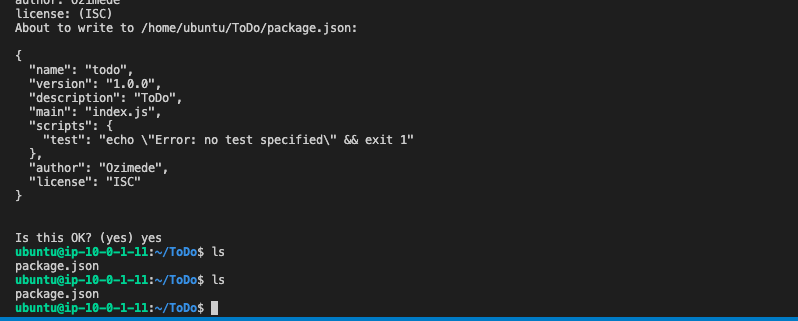 author: Ozimede
license: (ISC)
About to write to /home/ubuntu/ToDo/package.json:
{
  "name": "todo",
  "version": "1.0.0",
  "description": "ToDo",
  "main": "index.js",
  "scripts": {
    "test": "echo \"Error: no test specified\" && exit 1"
  },
  "author": "Ozimede",
  "license": "ISC"
}
Is this OK? (yes) yes
ubuntu@ip-10-0-1-11:~/ToDo$ ls
package.json
ubuntu@ip-10-0-1-11:~/ToDo$ ls
package.json
ubuntu@ip-10-0-1-11:~/ToDo$